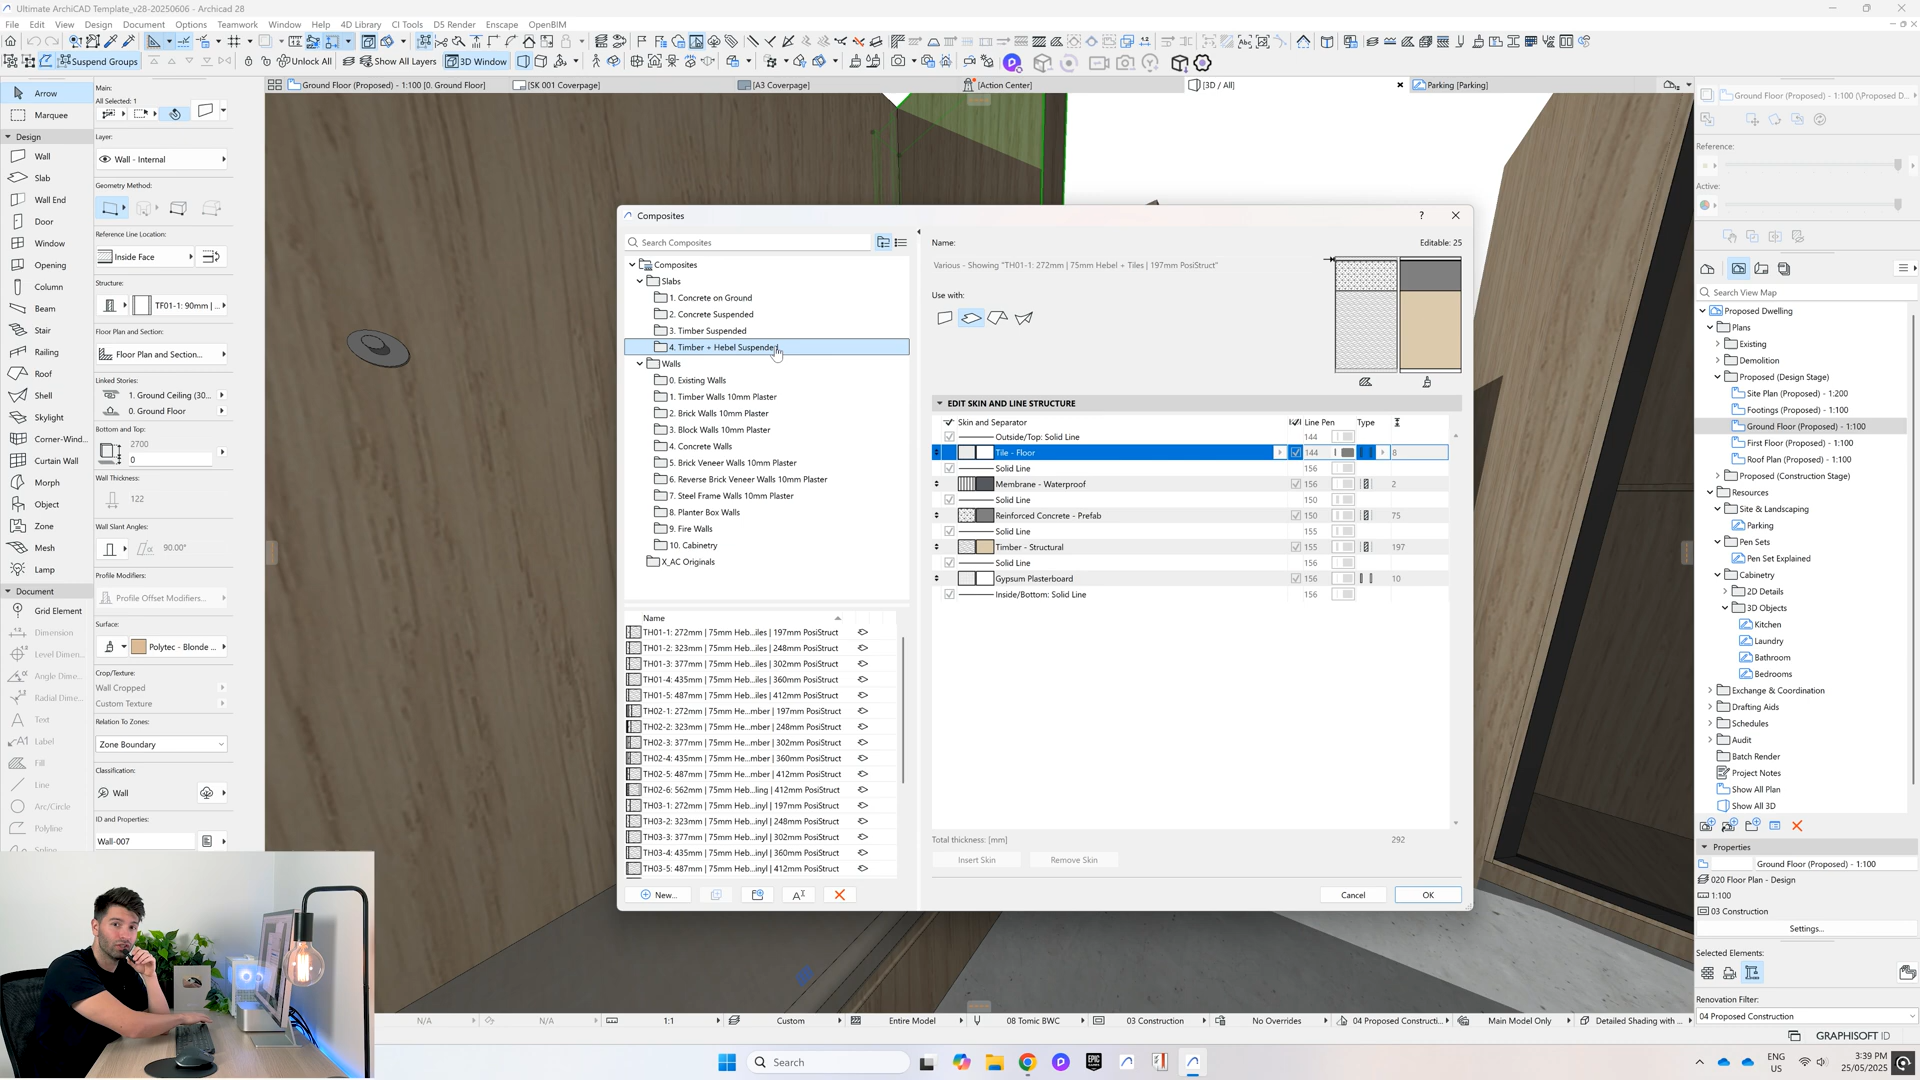 Ultimate ArchiCAD Template_v28-20250606 - Archicad 28
File Edit View Design Document Options Teamwork Window Help 4D Library CI Tools D5 Render Enscape OpenBIM
Suspend Groups Unlock All Show All Layers 3D Window
Ground Floor (Proposed) - 1:100 [0. Ground Floor] [SK 001 Coverpage] [A3 Coverpage] [Action Center] [3D / All] Parking [Parking]
Arrow
Marquee
Design
Wall
Slab
Wall End
Door
Window
Opening
Column
Beam
Stair
Railing
Roof
Shell
Skylight
Corner-Wind...
Curtain Wall
Morph
Object
Zone
Mesh
Lamp
Document
Grid Element
Dimension
Level Dimen...
Angle Dime...
Radial Dime...
Text
Label
Fill
Line
Arc/Circle
Polyline
Main:
All Selected: 1
Layer:
Wall - Internal
Geometry Method:
Reference Line Location:
Inside Face
Structure:
TF01-1: 90mm | ...
Floor Plan and Section:
Floor Plan and Section...
Linked Stories:
1. Ground Ceiling (30...
0. Ground Floor
Bottom and Top:
2700
0
Wall Thickness:
122
Wall Slant Angles:
90.00°
Profile Modifiers:
Profile Offset Modifiers...
Surface:
Polytec - Blonde ...
Crop/Texture:
Wall Cropped
Custom Texture
Relation To Zones:
Zone Boundary
Classification:
Wall
ID and Properties:
Wall-007
Composites
Search Composites
Composites
Slabs
1. Concrete on Ground
2. Concrete Suspended
3. Timber Suspended
4. Timber + Hebel Suspended
Walls
0. Existing Walls
1. Timber Walls 10mm Plaster
2. Brick Walls 10mm Plaster
3. Block Walls 10mm Plaster
4. Concrete Walls
5. Brick Veneer Walls 10mm Plaster
6. Reverse Brick Veneer Walls 10mm Plaster
7. Steel Frame Walls 10mm Plaster
8. Planter Box Walls
9. Fire Walls
10. Cabinetry
X_AC Originals
Name
TH01-1: 272mm | 75mm Heb...iles | 197mm PosiStruct
TH01-2: 323mm | 75mm Heb...iles | 248mm PosiStruct
TH01-3: 377mm | 75mm Heb...iles | 302mm PosiStruct
TH01-4: 435mm | 75mm Heb...iles | 360mm PosiStruct
TH01-5: 487mm | 75mm Heb...iles | 412mm PosiStruct
TH02-1: 272mm | 75mm He...mber | 197mm PosiStruct
TH02-2: 323mm | 75mm He...mber | 248mm PosiStruct
TH02-3: 377mm | 75mm He...mber | 302mm PosiStruct
TH02-4: 435mm | 75mm He...mber | 360mm PosiStruct
TH02-5: 487mm | 75mm He...mber | 412mm PosiStruct
TH02-6: 562mm | 75mm Heb...ling | 412mm PosiStruct
TH03-1: 272mm | 75mm Heb...inyl | 197mm PosiStruct
TH03-2: 323mm | 75mm Heb...inyl | 248mm PosiStruct
TH03-3: 377mm | 75mm Heb...inyl | 302mm PosiStruct
TH03-4: 435mm | 75mm Heb...inyl | 360mm PosiStruct
TH03-5: 487mm | 75mm Heb...inyl | 412mm PosiStruct
New...
Name: Editable: 25
Various - Showing "TH01-1: 272mm | 75mm Hebel + Tiles | 197mm PosiStruct"
Use with:
EDIT SKIN AND LINE STRUCTURE
Skin and Separator Line Pen Type
Outside/Top: Solid Line 144
Tile - Floor 144 8
Solid Line 156
Membrane - Waterproof 156 2
Solid Line 150
Reinforced Concrete - Prefab 150 75
Solid Line 155
Timber - Structural 155 197
Solid Line 156
Gypsum Plasterboard 156 10
Inside/Bottom: Solid Line 156
Total thickness: [mm] 292
Insert Skin Remove Skin
Cancel OK
Ground Floor (Proposed) - 1:100 (\Proposed D...
Reference:
Active:
Search View Map
Proposed Dwelling
Plans
Existing
Demolition
Proposed (Design Stage)
Site Plan (Proposed) - 1:200
Footings (Proposed) - 1:100
Ground Floor (Proposed) - 1:100
First Floor (Proposed) - 1:100
Roof Plan (Proposed) - 1:100
Proposed (Construction Stage)
Resources
Site & Landscaping
Parking
Pen Sets
Pen Set Explained
Cabinetry
2D Details
3D Objects
Kitchen
Laundry
Bathroom
Bedrooms
Exchange & Coordination
Drafting Aids
Schedules
Audit
Batch Render
Project Notes
Show All Plan
Show All 3D
Properties
Ground Floor (Proposed) - 1:100
020 Floor Plan - Design
1:100
03 Construction
Settings...
Selected Elements:
Renovation Filter:
04 Proposed Construction
N/A N/A 1:1 Custom Entire Model 08 Tomic BWC 03 Construction No Overrides 04 Proposed Constructi... Main Model Only Detailed Shading with ...
GRAPHISOFT ID
Search
ENG
US
3:39 PM
25/05/2025